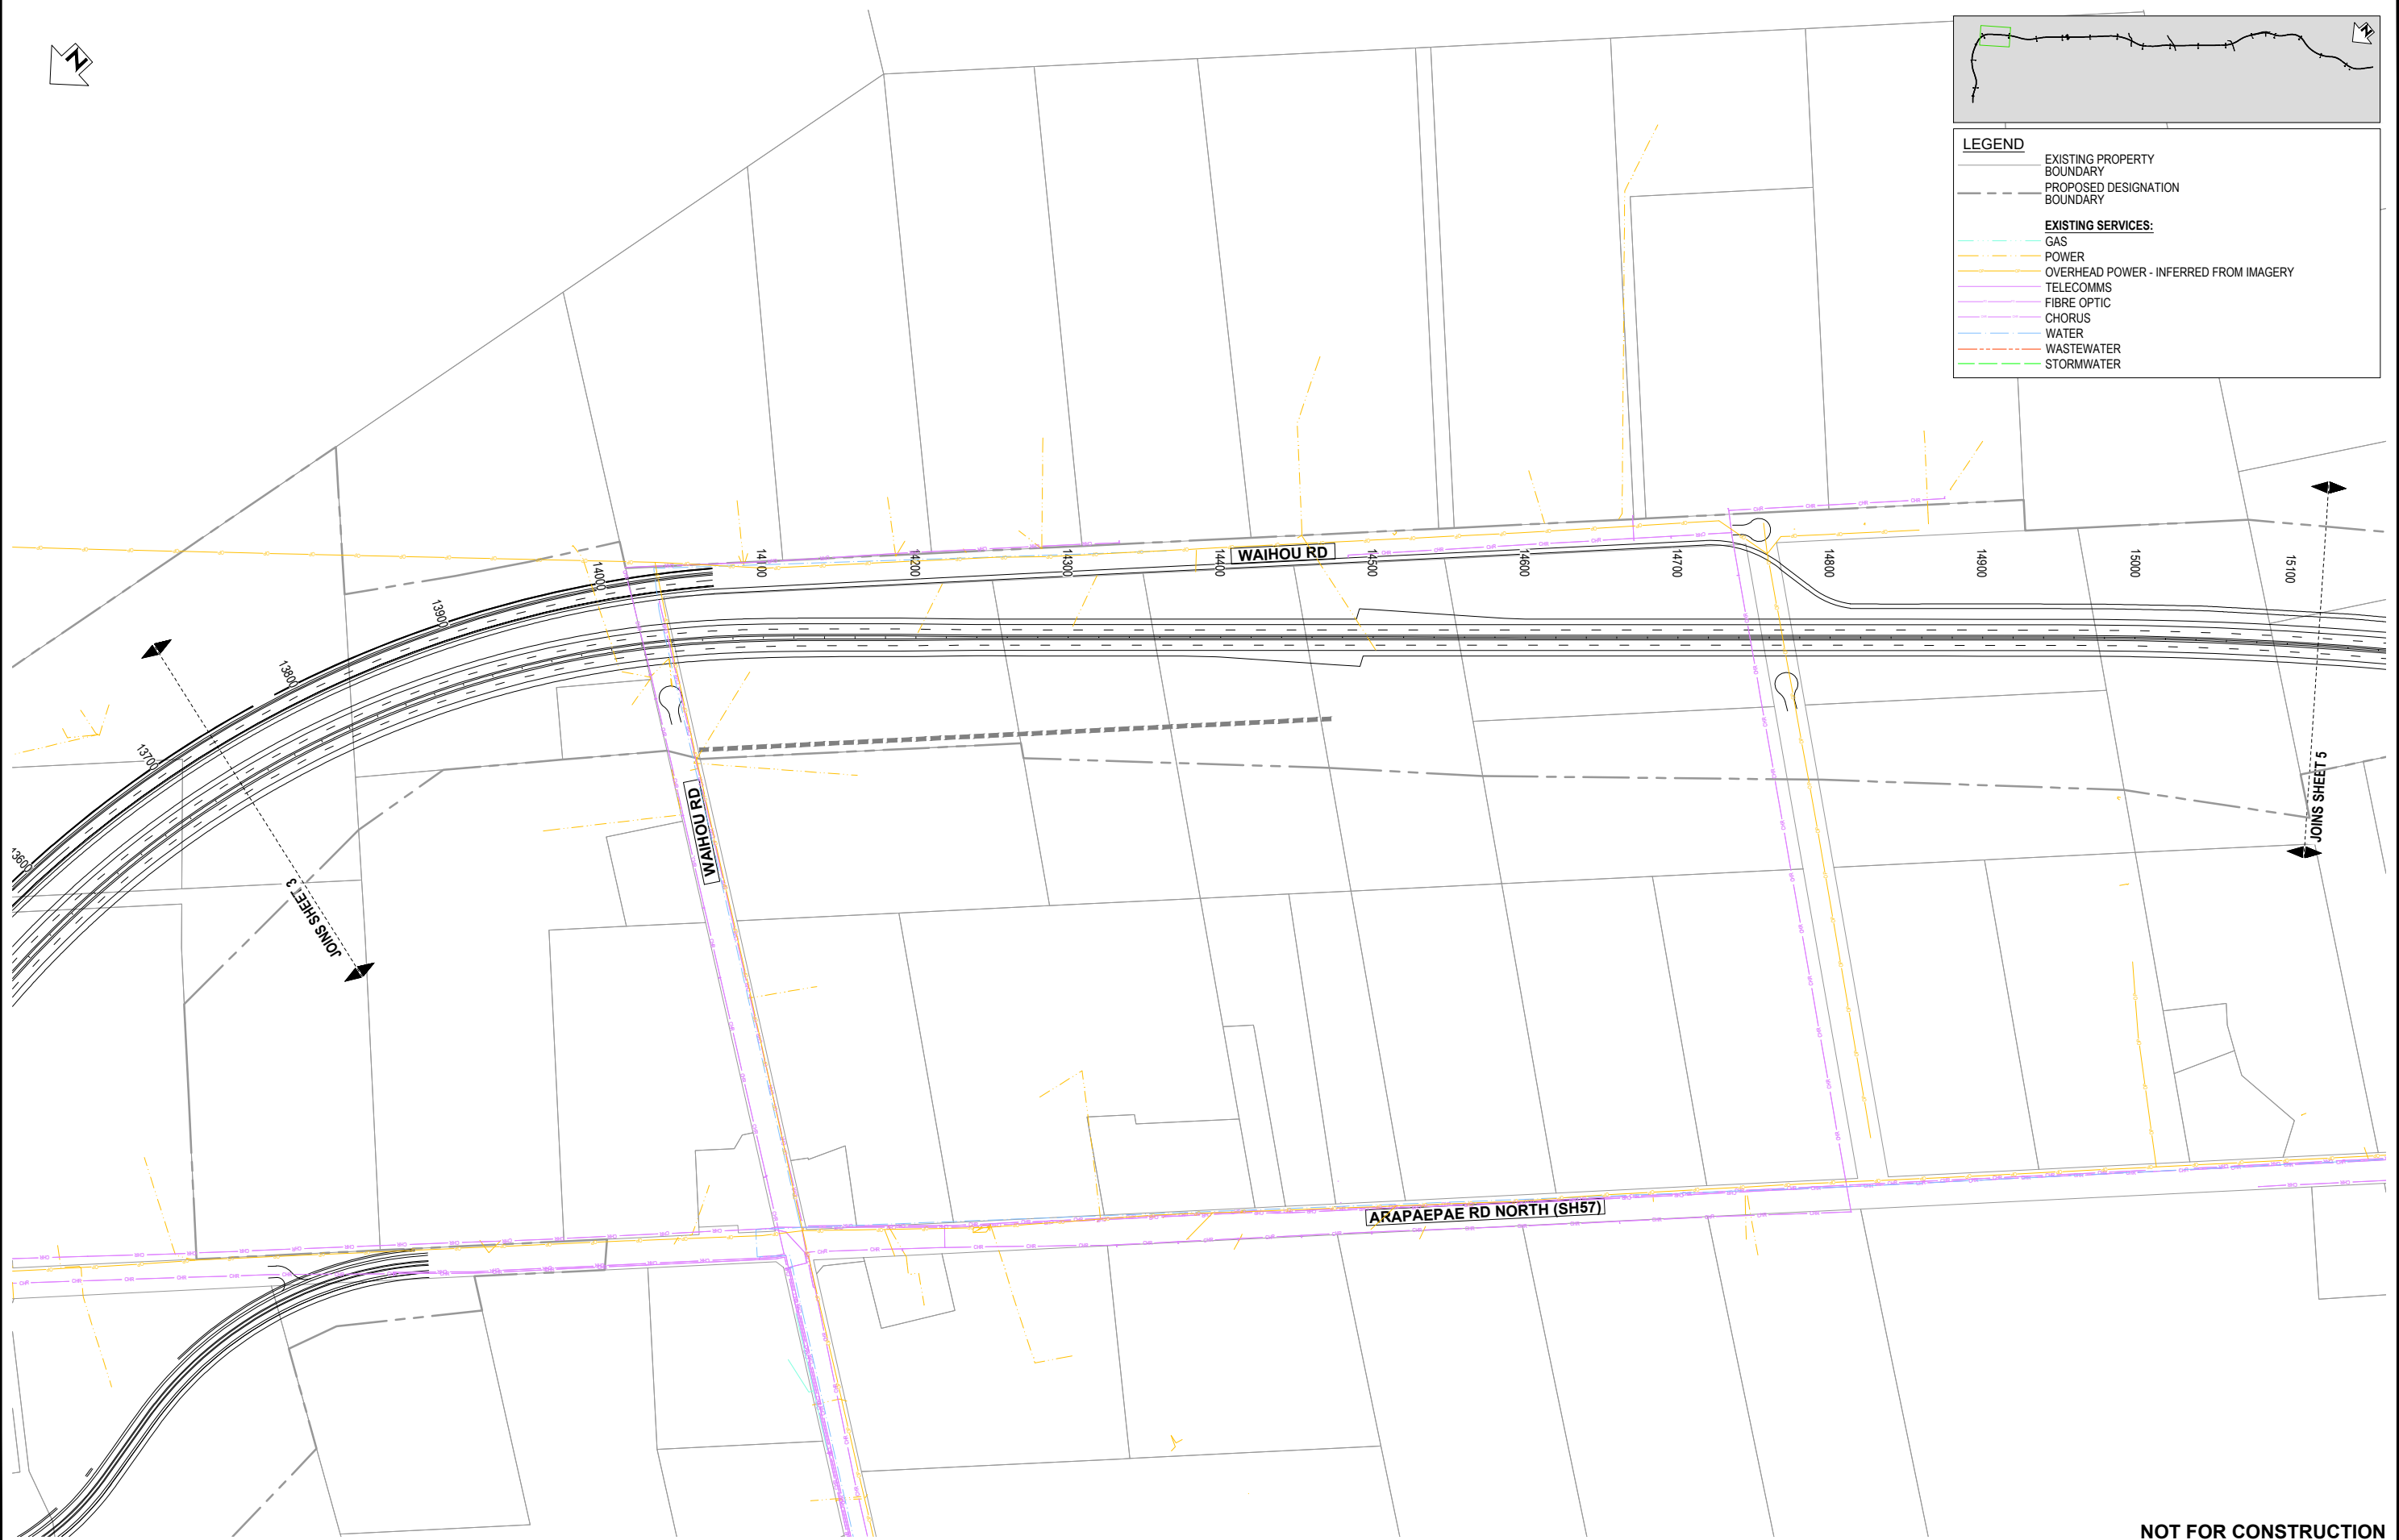 N
N
LEGEND
EXISTING PROPERTY
BOUNDARY
PROPOSED DESIGNATION
BOUNDARY
EXISTING SERVICES:
GAS
POWER
OVERHEAD POWER - INFERRED FROM IMAGERY
TELECOMMS
FIBRE OPTIC
CHORUS
WATER
WASTEWATER
STORMWATER
WAIHOU RD
13600
13700
13800
13900
14000
14100
14200
14300
14400
14500
14600
14700
14800
14900
15000
15100
JOINS SHEET 3
WAIHOU RD
JOINS SHEET 5
ARAPAEPAE RD NORTH (SH57)
NOT FOR CONSTRUCTION